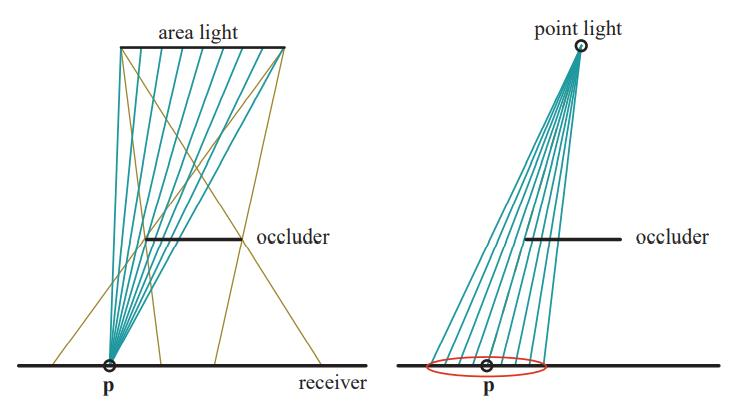 area light
occluder
p
receiver
point light
occluder
p